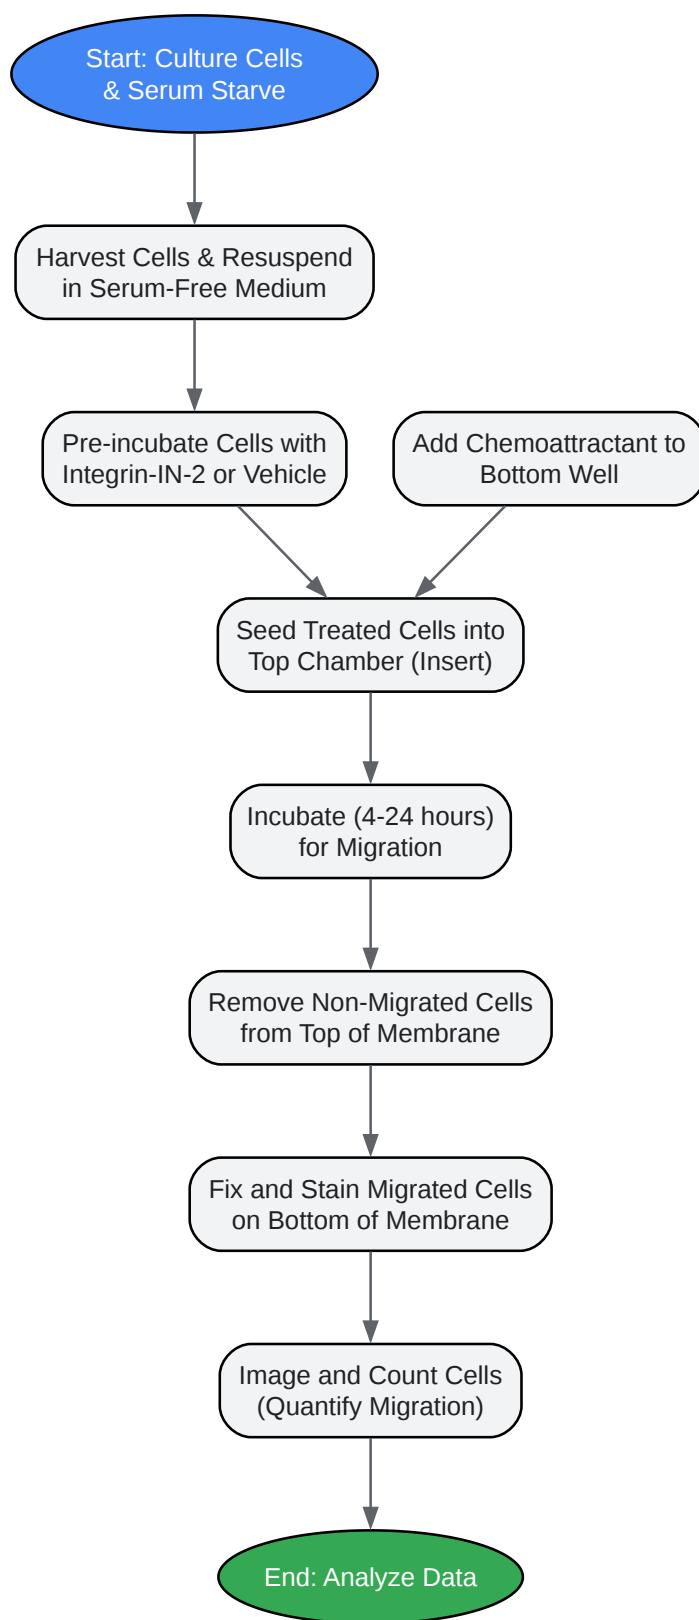 Start: Culture Cells
& Serum Starve
Harvest Cells & Resuspend
in Serum-Free Medium
Pre-incubate Cells with
Integrin-IN-2 or Vehicle
Add Chemoattractant to
Bottom Well
Seed Treated Cells into
Top Chamber (Insert)
Incubate (4-24 hours)
for Migration
Remove Non-Migrated Cells
from Top of Membrane
Fix and Stain Migrated Cells
on Bottom of Membrane
Image and Count Cells
(Quantify Migration)
End: Analyze Data